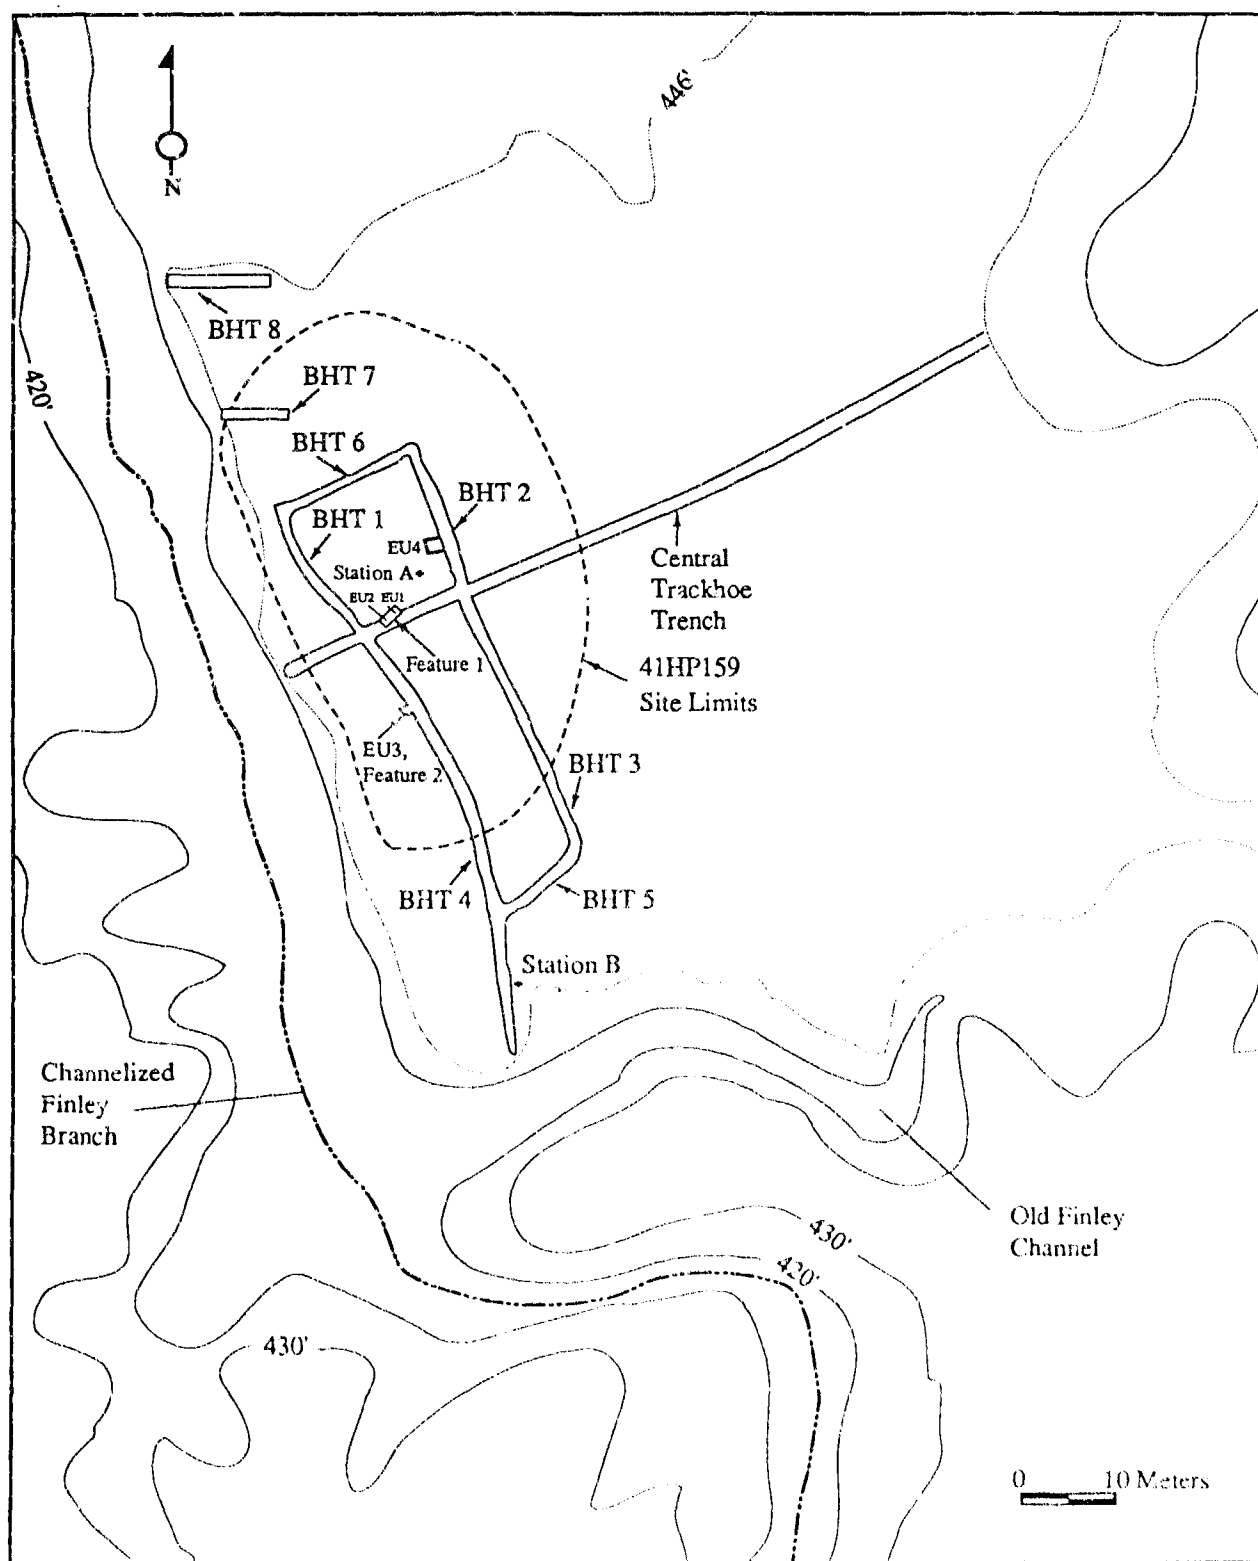 446'
N
BHT 8
420'
BHT 7
BHT 6
BHT 2
BHT 1
EU4
Station A
EU2 EU1
Central
Trackhoe
Trench
Feature 1
41HP159
Site Limits
EU3,
Feature 2
BHT 3
BHT 4
BHT 5
Station B
Channelized
Finley
Branch
Old Finley
Channel
430'
420'
430'
0 10 Meters